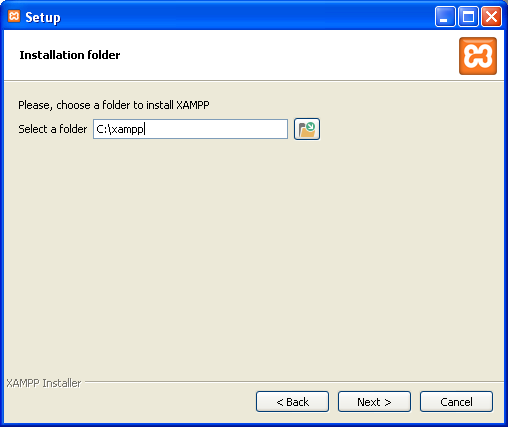 Setup
Installation folder
Please, choose a folder to install XAMPP
Select a folder C:\xampp
XAMPP Installer
< Back Next > Cancel